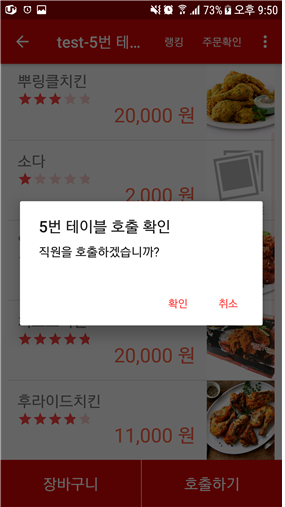 73% 오후 9:50
test-5번 테... 랭킹 주문확인
뿌링클치킨
20,000 원
소다
2,000 원
5번 테이블 호출 확인
직원을 호출하겠습니까?
확인 취소
20,000 원
후라이드치킨
11,000 원
장바구니 호출하기